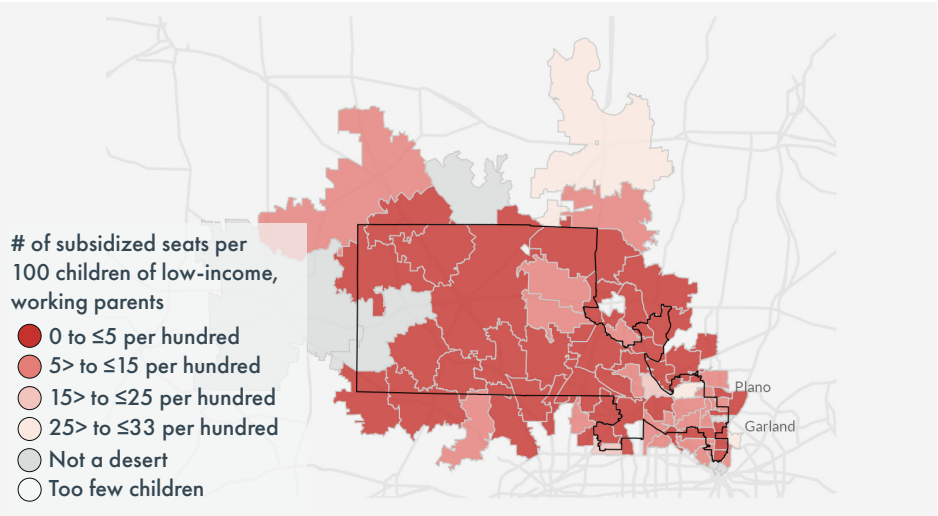 # of subsidized seats per
100 children of low-income,
working parents
0 to ≤5 per hundred
5> to ≤15 per hundred
15> to ≤25 per hundred
25> to ≤33 per hundred
Not a desert
Too few children
Plano
Garland